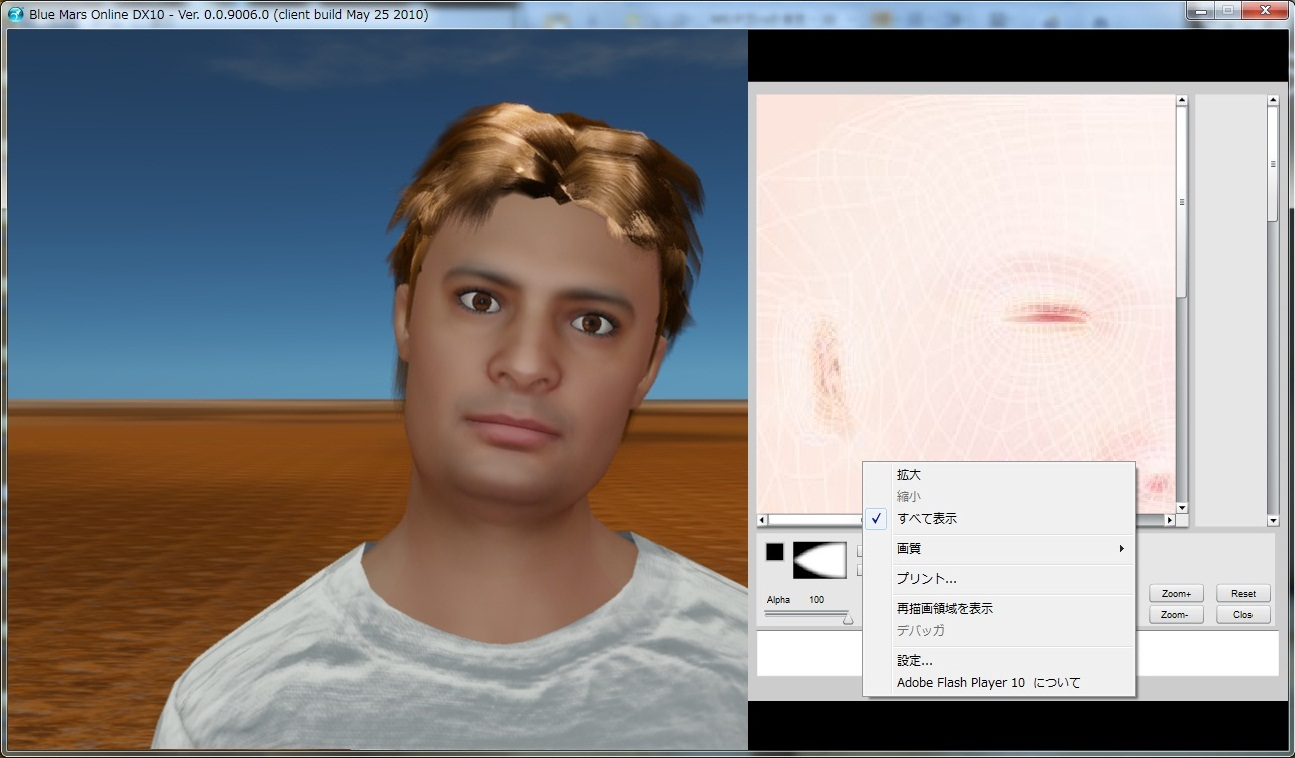 Blue Mars Online DX10 - Ver. 0.0.9006.0 (client build May 25 2010)
拡大
縮小
すべて表示
画質
プリント...
再描画領域を表示
デバッガ
設定...
Adobe Flash Player 10 について
Alpha 100
Zoom+ Reset
Zoom- Clos